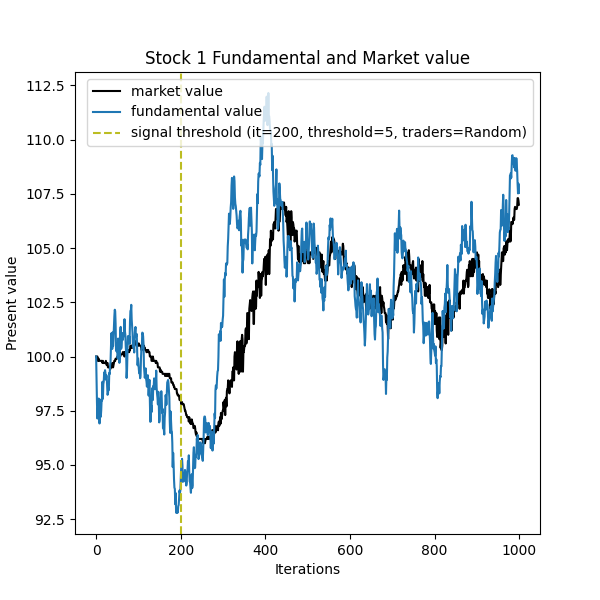 Stock 1 Fundamental and Market value
market value
fundamental value
signal threshold (it=200, threshold=5, traders=Random)
112.5
110.0
107.5
105.0
102.5
100.0
97.5
95.0
92.5
Present value
0 200 400 600 800 1000
Iterations